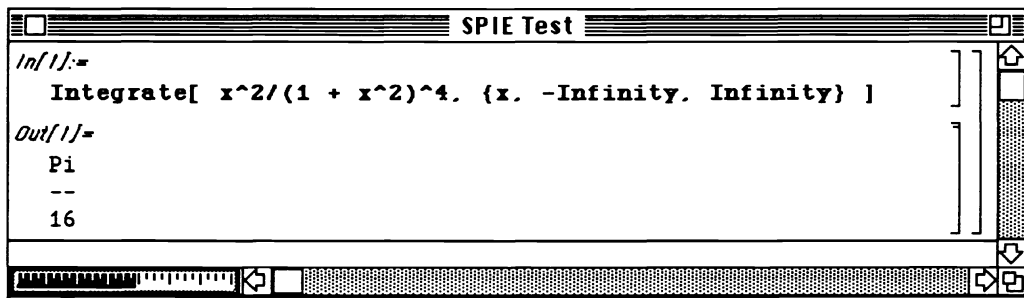 SPIE Test
In[1]:=
Integrate[ x^2/(1 + x^2)^4, {x, -Infinity, Infinity} ]
Out[1]=
Pi
--
16